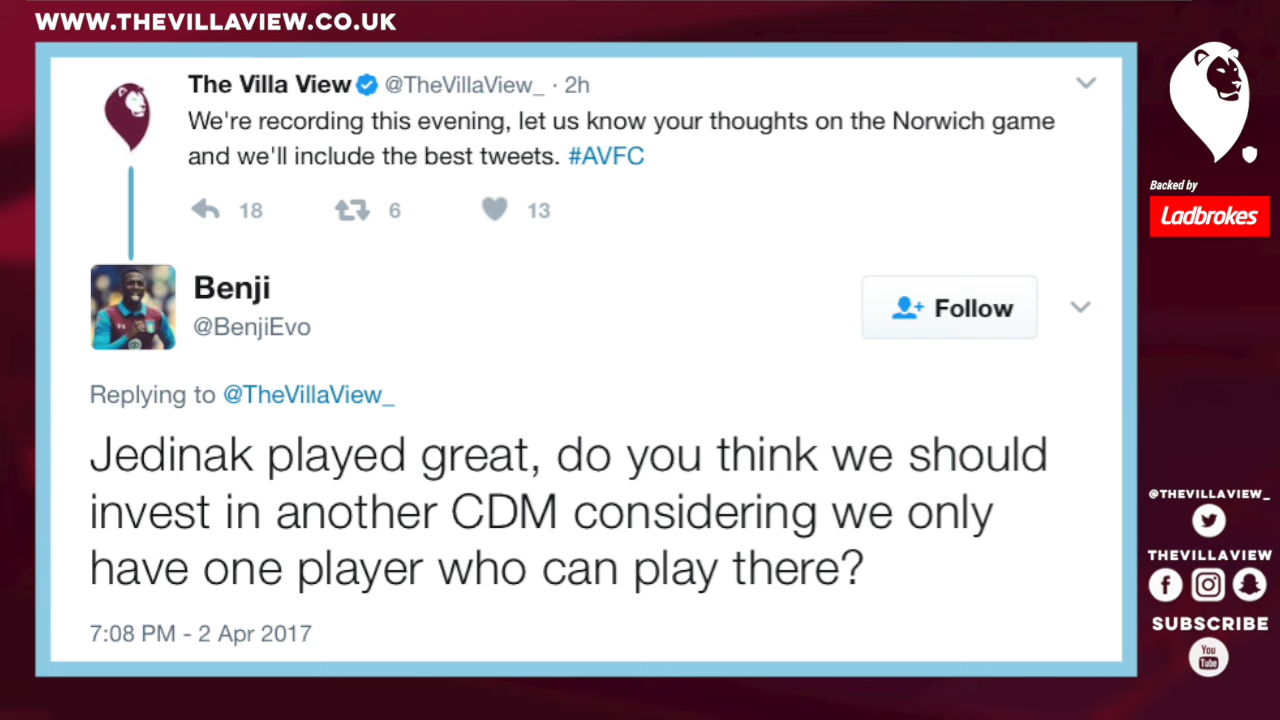 WWW.THEVILLAVIEW.CO.UK
The Villa View @TheVillaView_ · 2h
We're recording this evening, let us know your thoughts on the Norwich game
and we'll include the best tweets. #AVFC
18 6 13
Benji
@BenjiEvo
Follow
Replying to @TheVillaView_
Jedinak played great, do you think we should
invest in another CDM considering we only
have one player who can play there?
7:08 PM - 2 Apr 2017
Backed by
Ladbrokes
@THEVILLAVIEW_
THEVILLAVIEW
SUBSCRIBE
You
Tube